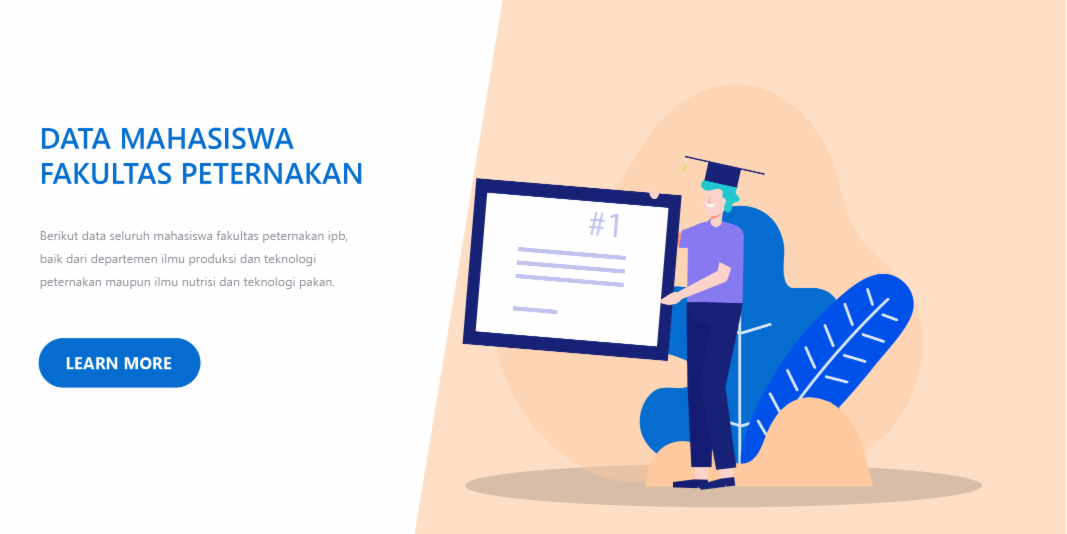 DATA MAHASISWA
FAKULTAS PETERNAKAN
Berikut data seluruh mahasiswa fakultas peternakan ipb,
baik dari departemen ilmu produksi dan teknologi
peternakan maupun ilmu nutrisi dan teknologi pakan.
LEARN MORE
#1